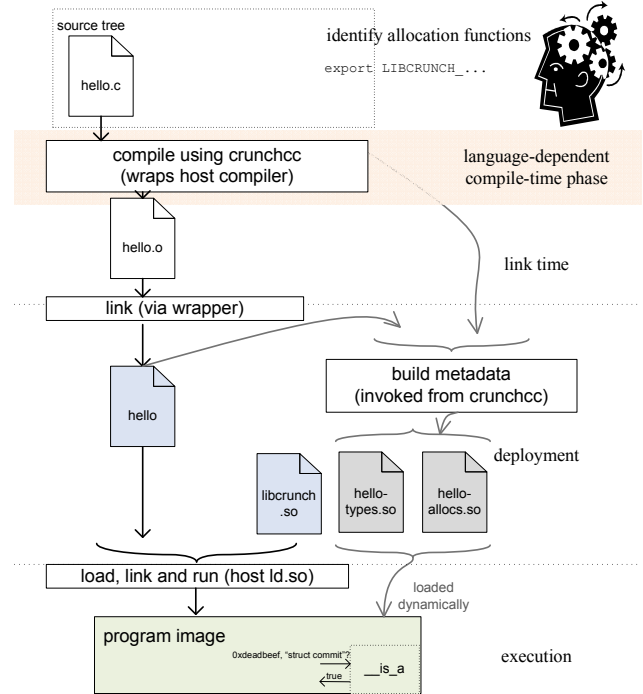 source tree
identify allocation functions
export LIBCRUNCH_...
hello.c
compile using crunchcc
(wraps host compiler)
language-dependent
compile-time phase
hello.o
link time
link (via wrapper)
build metadata
(invoked from crunchcc)
hello
deployment
libcrunch
.so
hello-
types.so
hello-
allocs.so
load, link and run (host ld.so)
loaded
dynamically
program image
0xdeadbeef, “struct commit”?
__is_a
true
execution